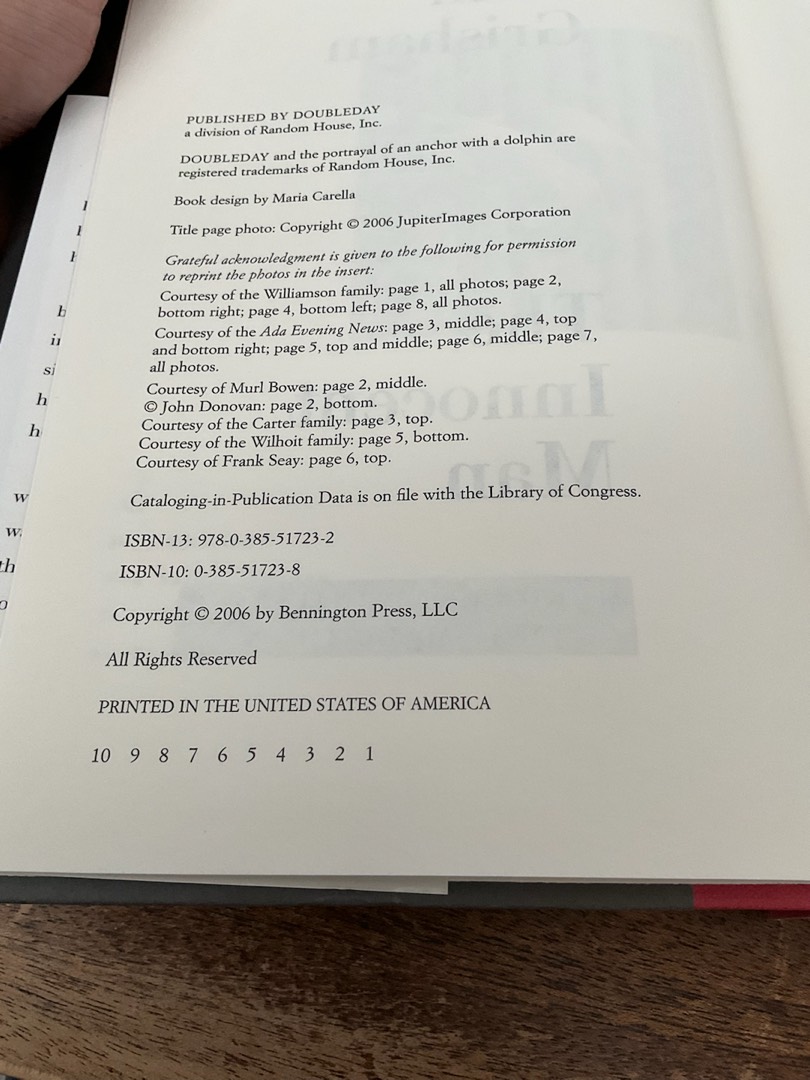 PUBLISHED BY DOUBLEDAY
a division of Random House, Inc.
DOUBLEDAY and the portrayal of an anchor with a dolphin are
registered trademarks of Random House, Inc.
Book design by Maria Carella
Title page photo: Copyright © 2006 JupiterImages Corporation
Grateful acknowledgment is given to the following for permission
to reprint the photos in the insert:
Courtesy of the Williamson family: page 1, all photos; page 2,
bottom right; page 4, bottom left; page 8, all photos.
Courtesy of the Ada Evening News: page 3, middle; page 4, top
and bottom right; page 5, top and middle; page 6, middle; page 7,
all photos.
Courtesy of Murl Bowen: page 2, middle.
© John Donovan: page 2, bottom.
Courtesy of the Carter family: page 3, top.
Courtesy of the Wilhoit family: page 5, bottom.
Courtesy of Frank Seay: page 6, top.
Cataloging-in-Publication Data is on file with the Library of Congress.
ISBN-13: 978-0-385-51723-2
ISBN-10: 0-385-51723-8
Copyright © 2006 by Bennington Press, LLC
All Rights Reserved
PRINTED IN THE UNITED STATES OF AMERICA
10 9 8 7 6 5 4 3 2 1